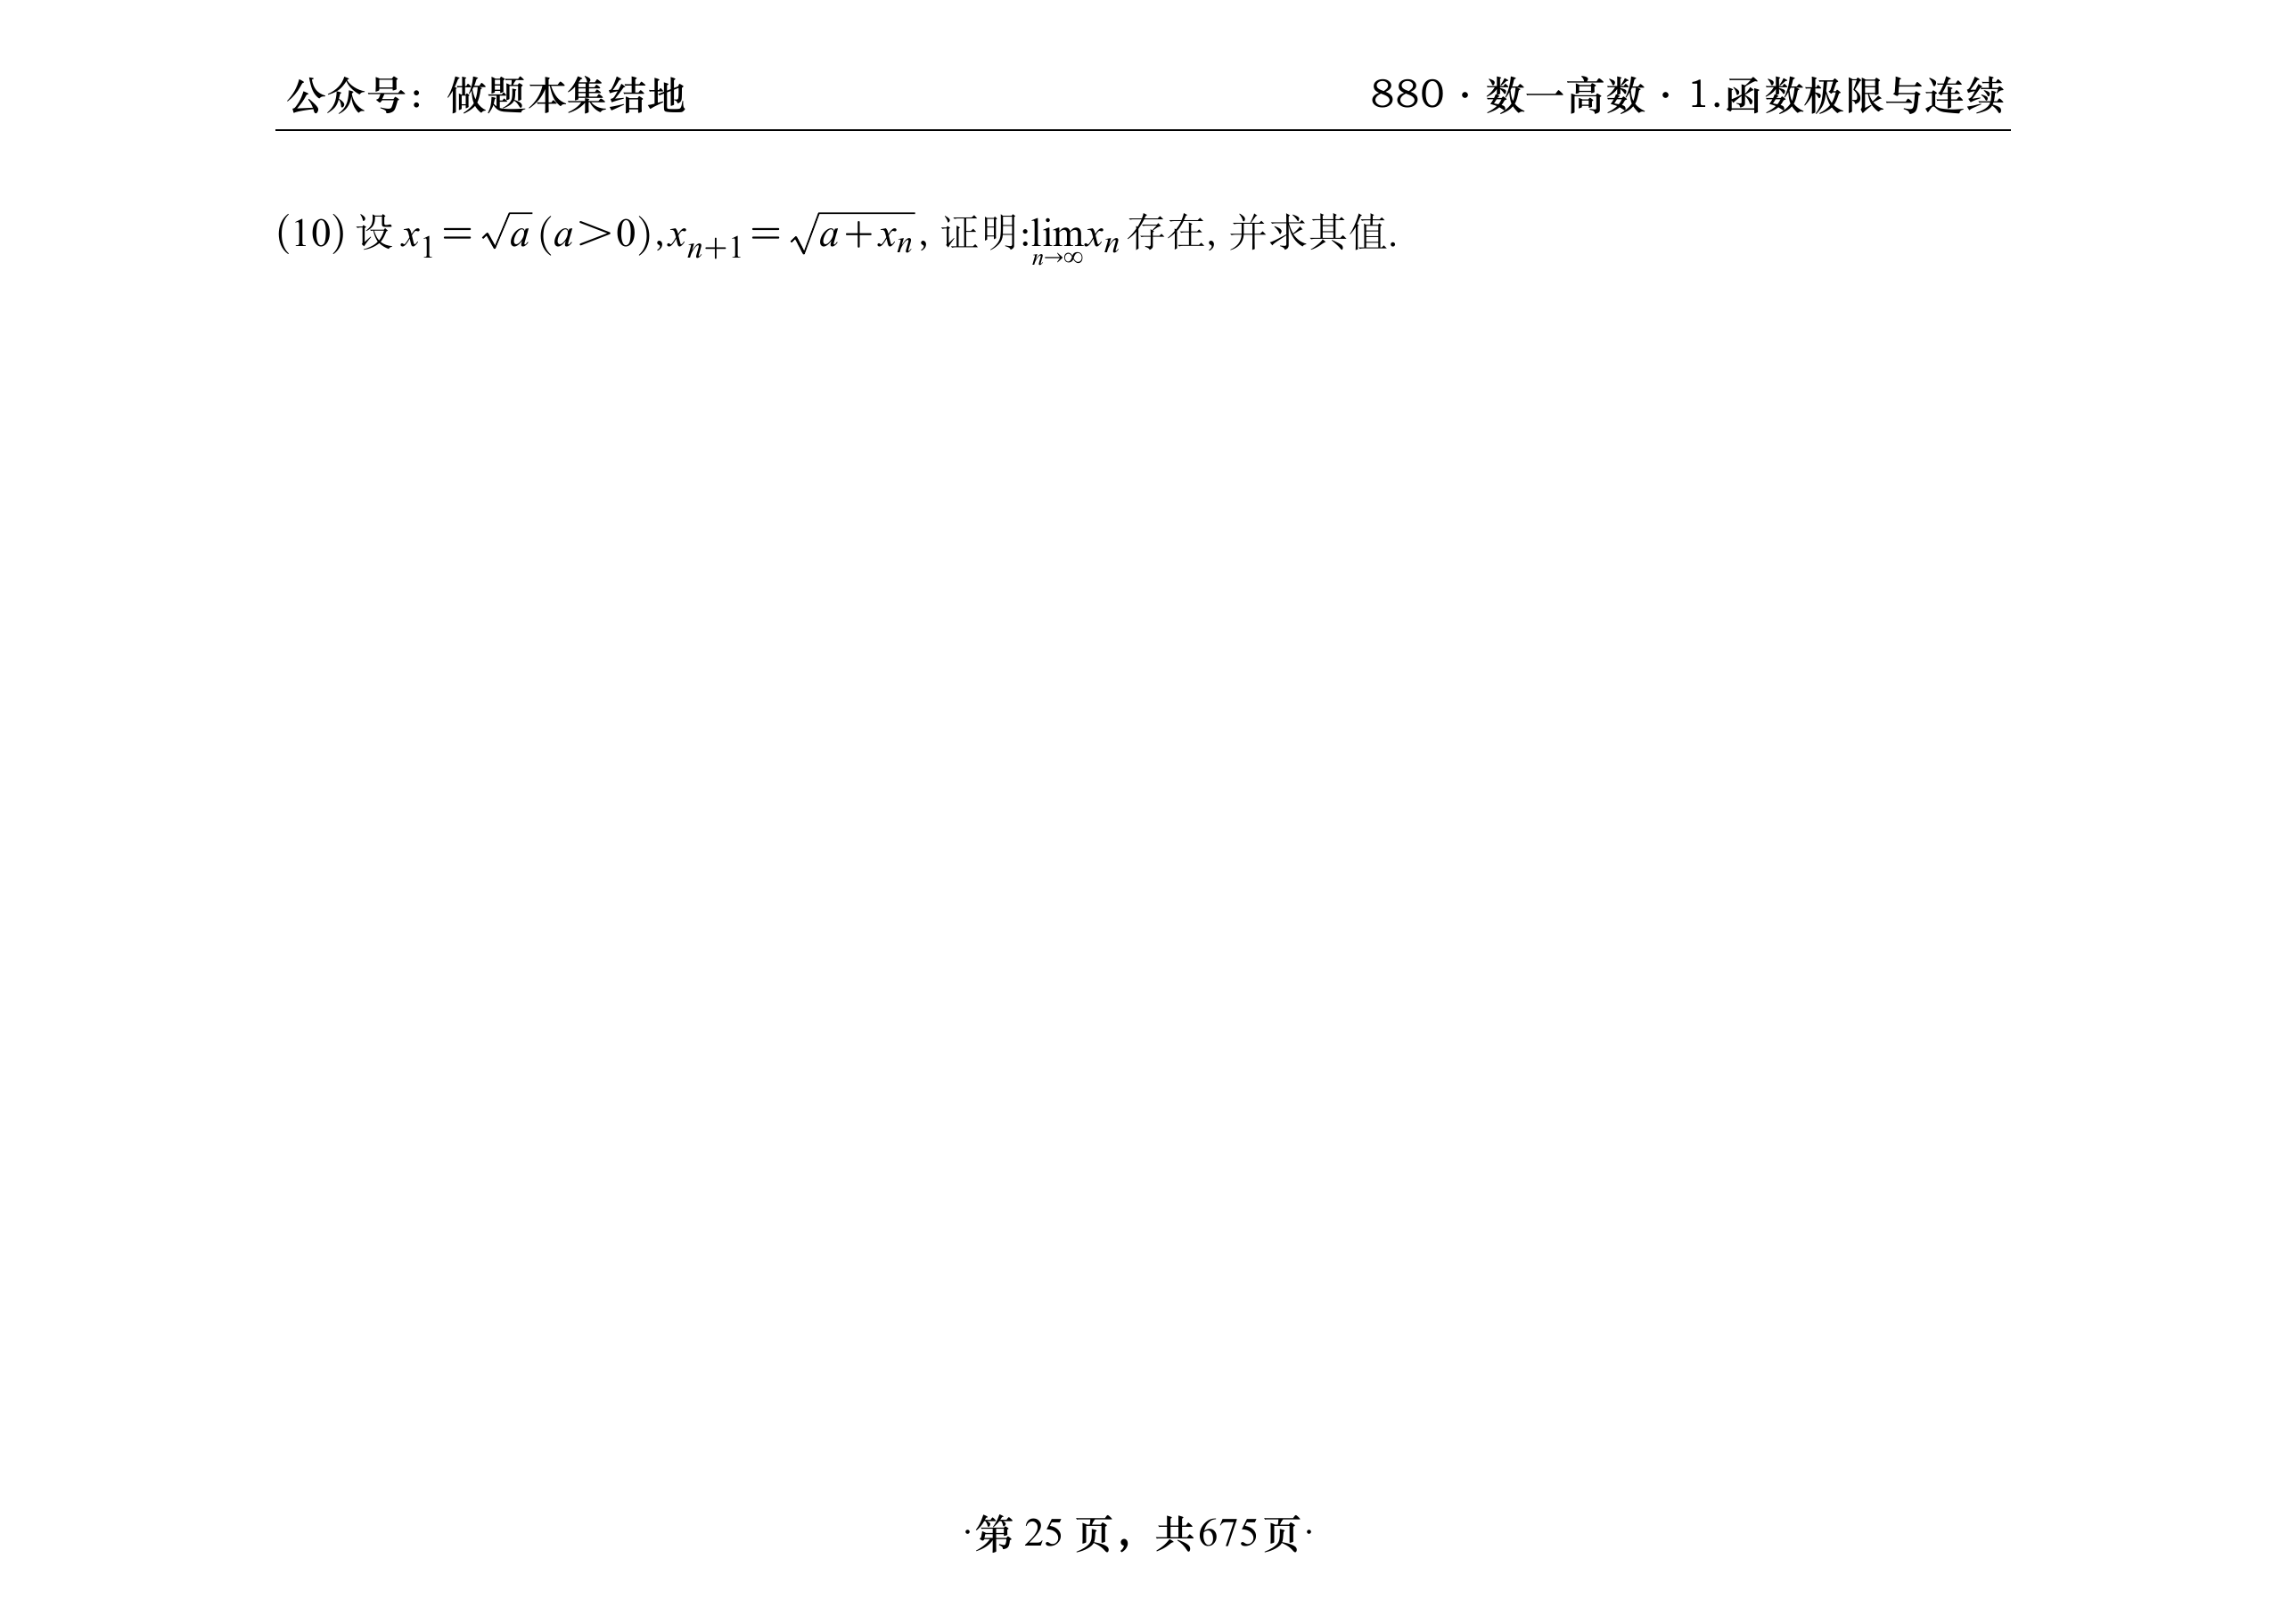 公众号：做题本集结地 880 · 数一高数 · 1.函数极限与连续
(10) 设 $x_1=\sqrt{a}(a>0),x_{n+1}=\sqrt{a+x_n}$, 证明:$\lim\limits_{n\to\infty}x_n$ 存在, 并求其值.
·第 25 页，共675页·